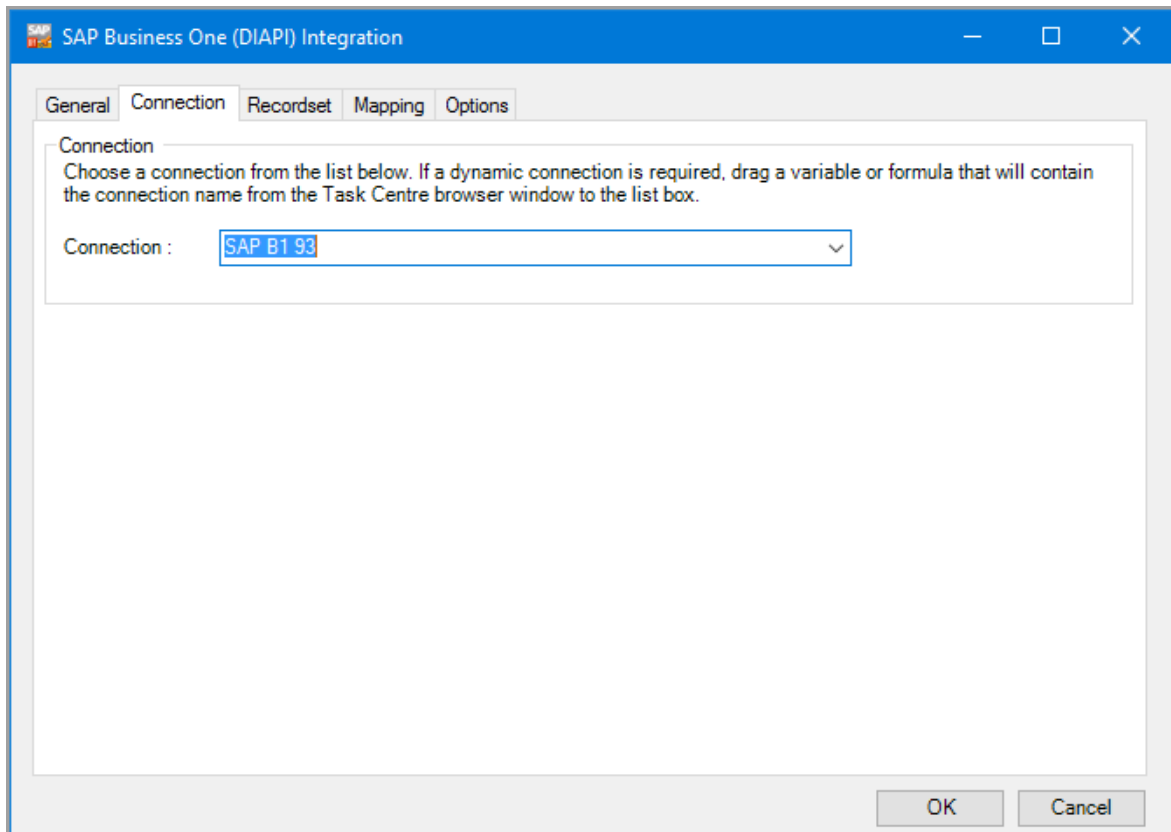 SAP Business One (DIAPI) Integration
General Connection Recordset Mapping Options
Connection
Choose a connection from the list below. If a dynamic connection is required, drag a variable or formula that will contain
the connection name from the Task Centre browser window to the list box.
Connection : SAP B1 93
OK Cancel